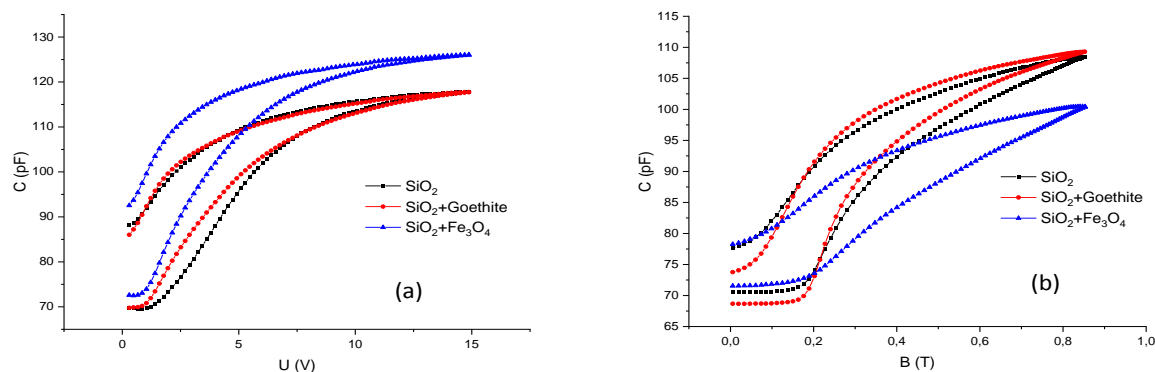 130
120
110
100
90
80
70
C (pF)
0
5
10
15
U (V)
SiO₂
SiO₂+Goethite
SiO₂+Fe₃O₄
(a)
115
110
105
100
95
90
85
80
75
70
65
C (pF)
0,0
0,2
0,4
0,6
0,8
1,0
B (T)
SiO₂
SiO₂+Goethite
SiO₂+Fe₃O₄
(b)